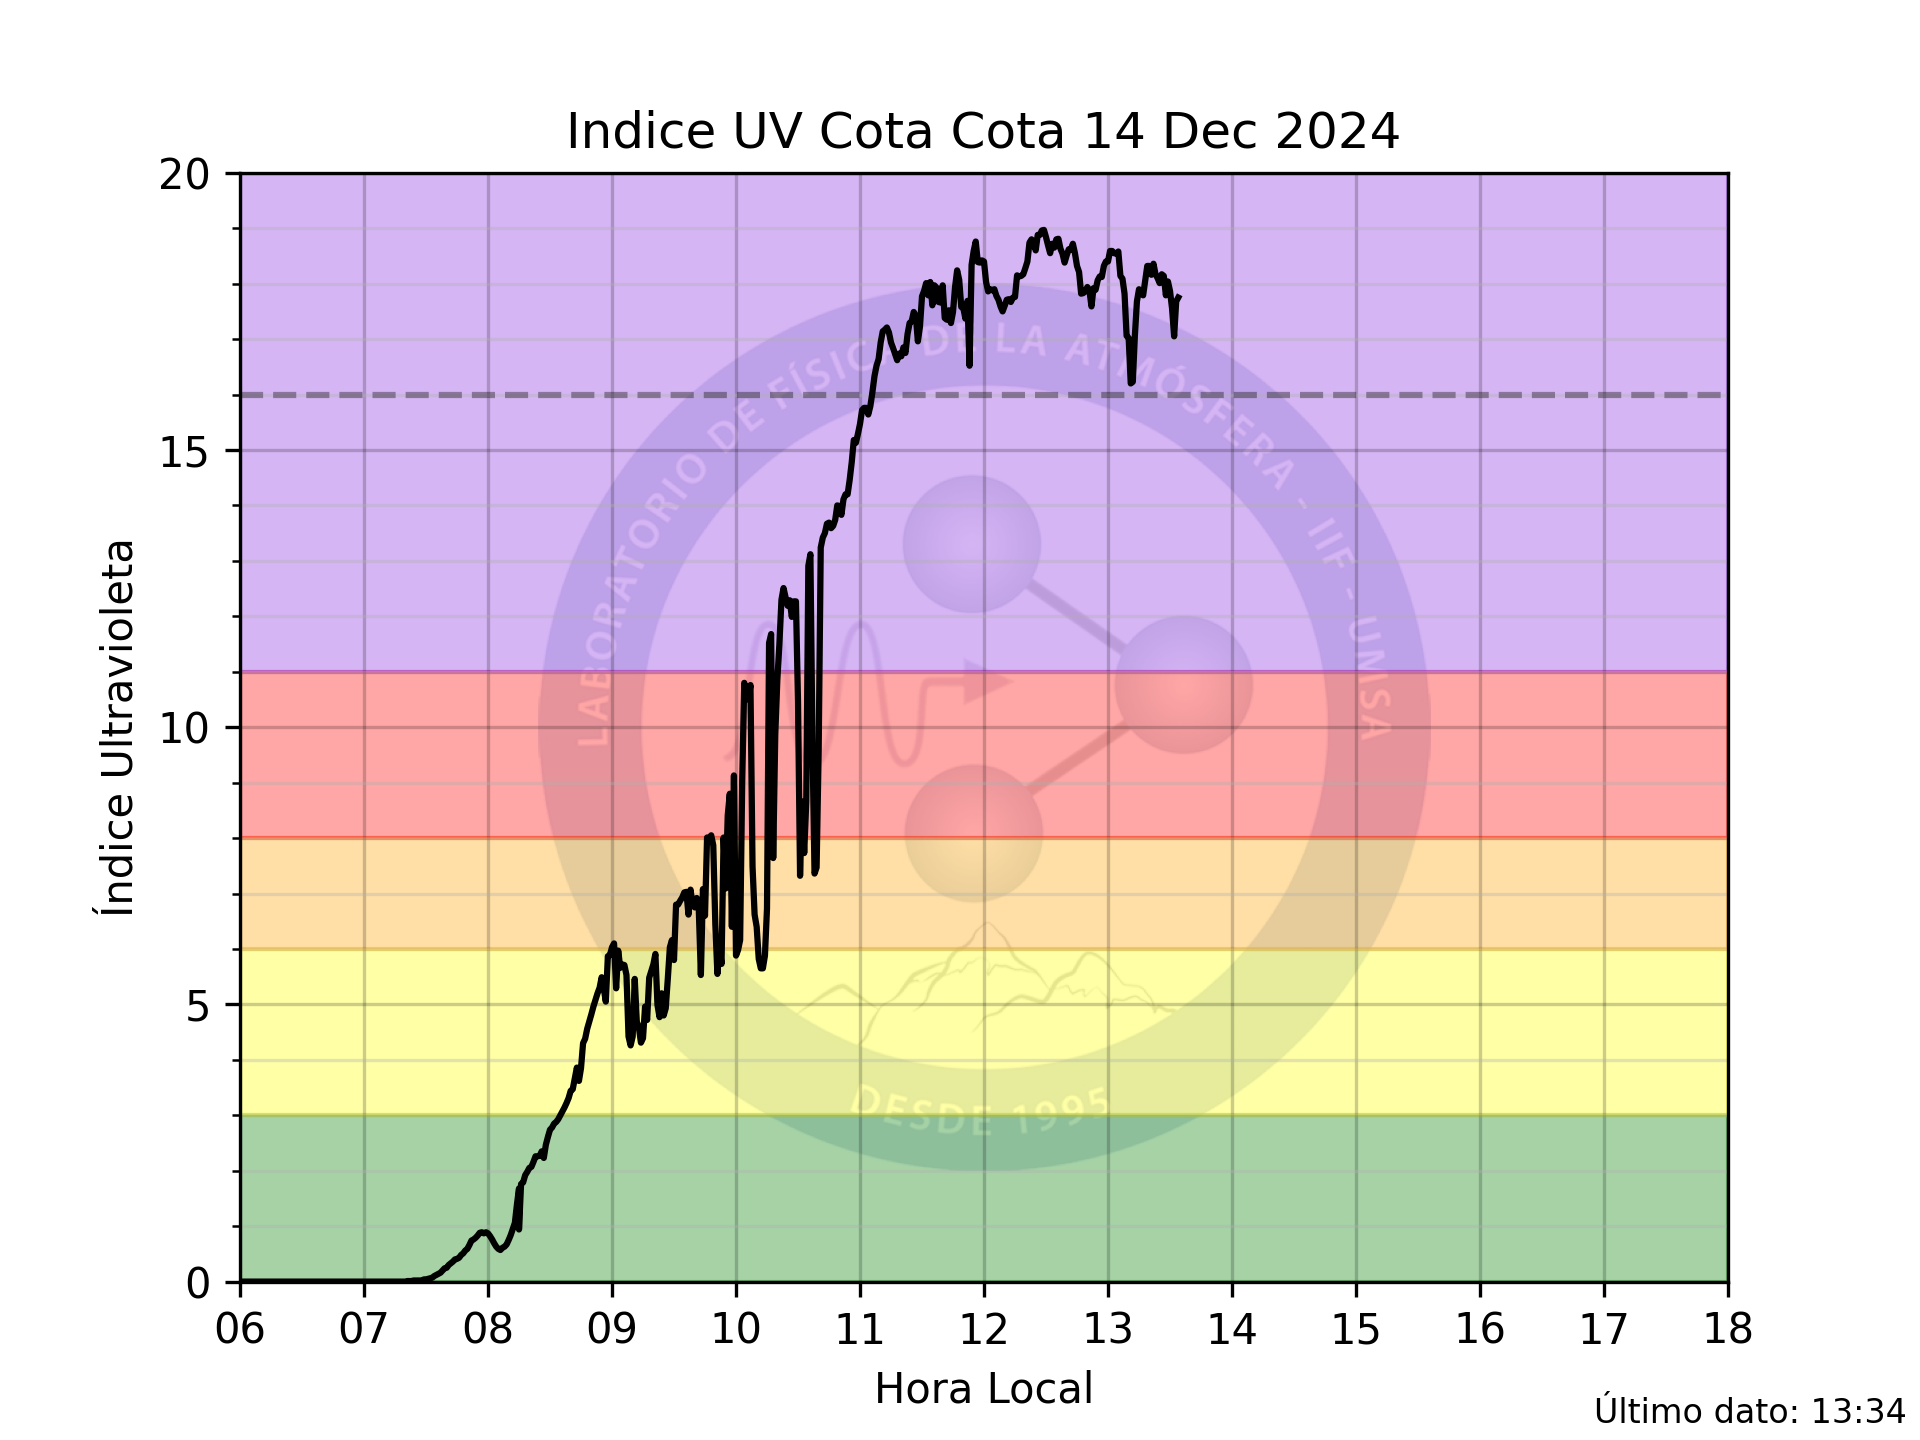 Indice UV Cota Cota 14 Dec 2024
20
15
10
5
0
Índice Ultravioleta
LABORATORIO DE FÍSICA DE LA ATMÓSFERA - IIF - UMSA
DESDE 1995
06 07 08 09 10 11 12 13 14 15 16 17 18
Hora Local
Último dato: 13:34